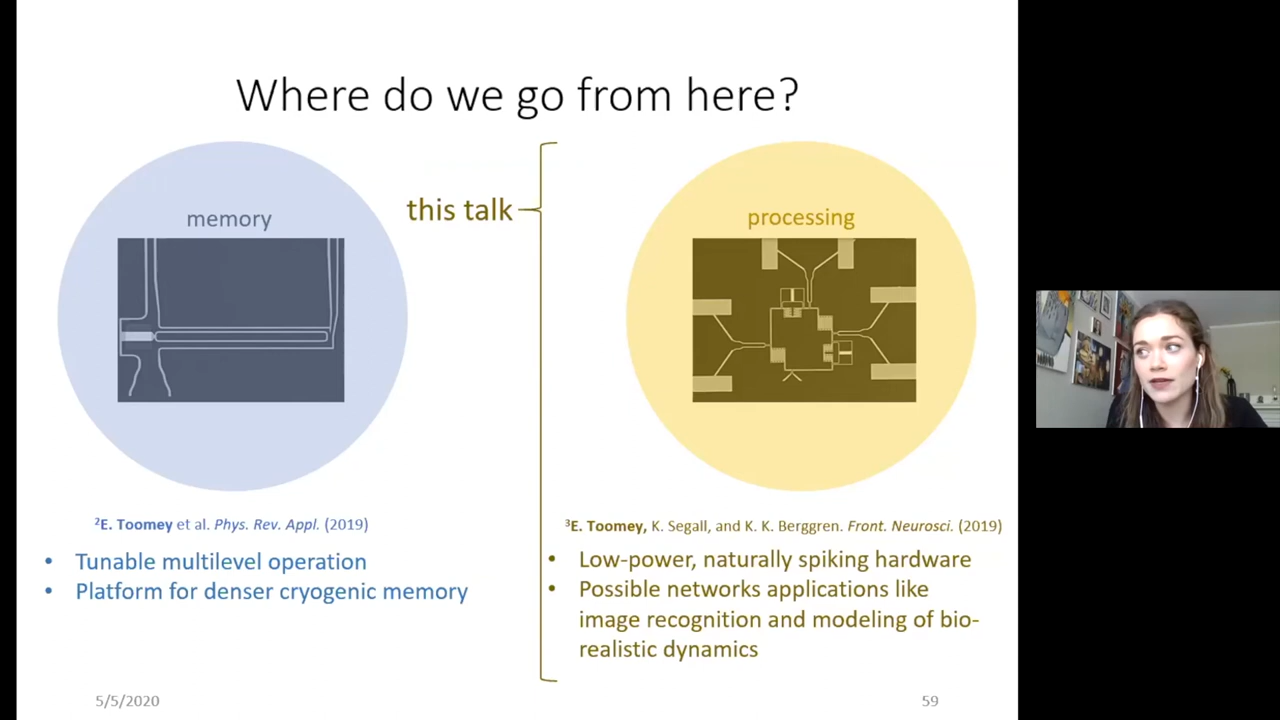 Where do we go from here?
memory
this talk
processing
²E. Toomey et al. Phys. Rev. Appl. (2019)
• Tunable multilevel operation
• Platform for denser cryogenic memory
³E. Toomey, K. Segall, and K. K. Berggren. Front. Neurosci. (2019)
• Low-power, naturally spiking hardware
• Possible networks applications like
image recognition and modeling of bio-
realistic dynamics
5/5/2020
59